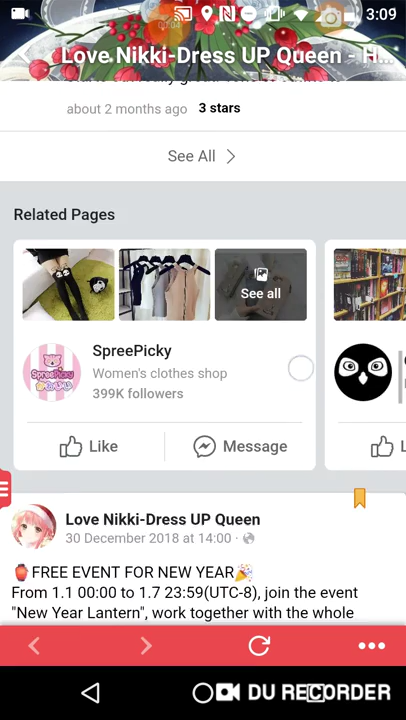 3:09
Love Nikki-Dress UP Queen - H...
about 2 months ago 3 stars
See All
Related Pages
See all
SpreePicky
SpreePicky
Women's clothes shop
399K followers
Like
Message
Love Nikki-Dress UP Queen
30 December 2018 at 14:00 ·
🏮FREE EVENT FOR NEW YEAR🎉
From 1.1 00:00 to 1.7 23:59(UTC-8), join the event
"New Year Lantern", work together with the whole
DU RECORDER